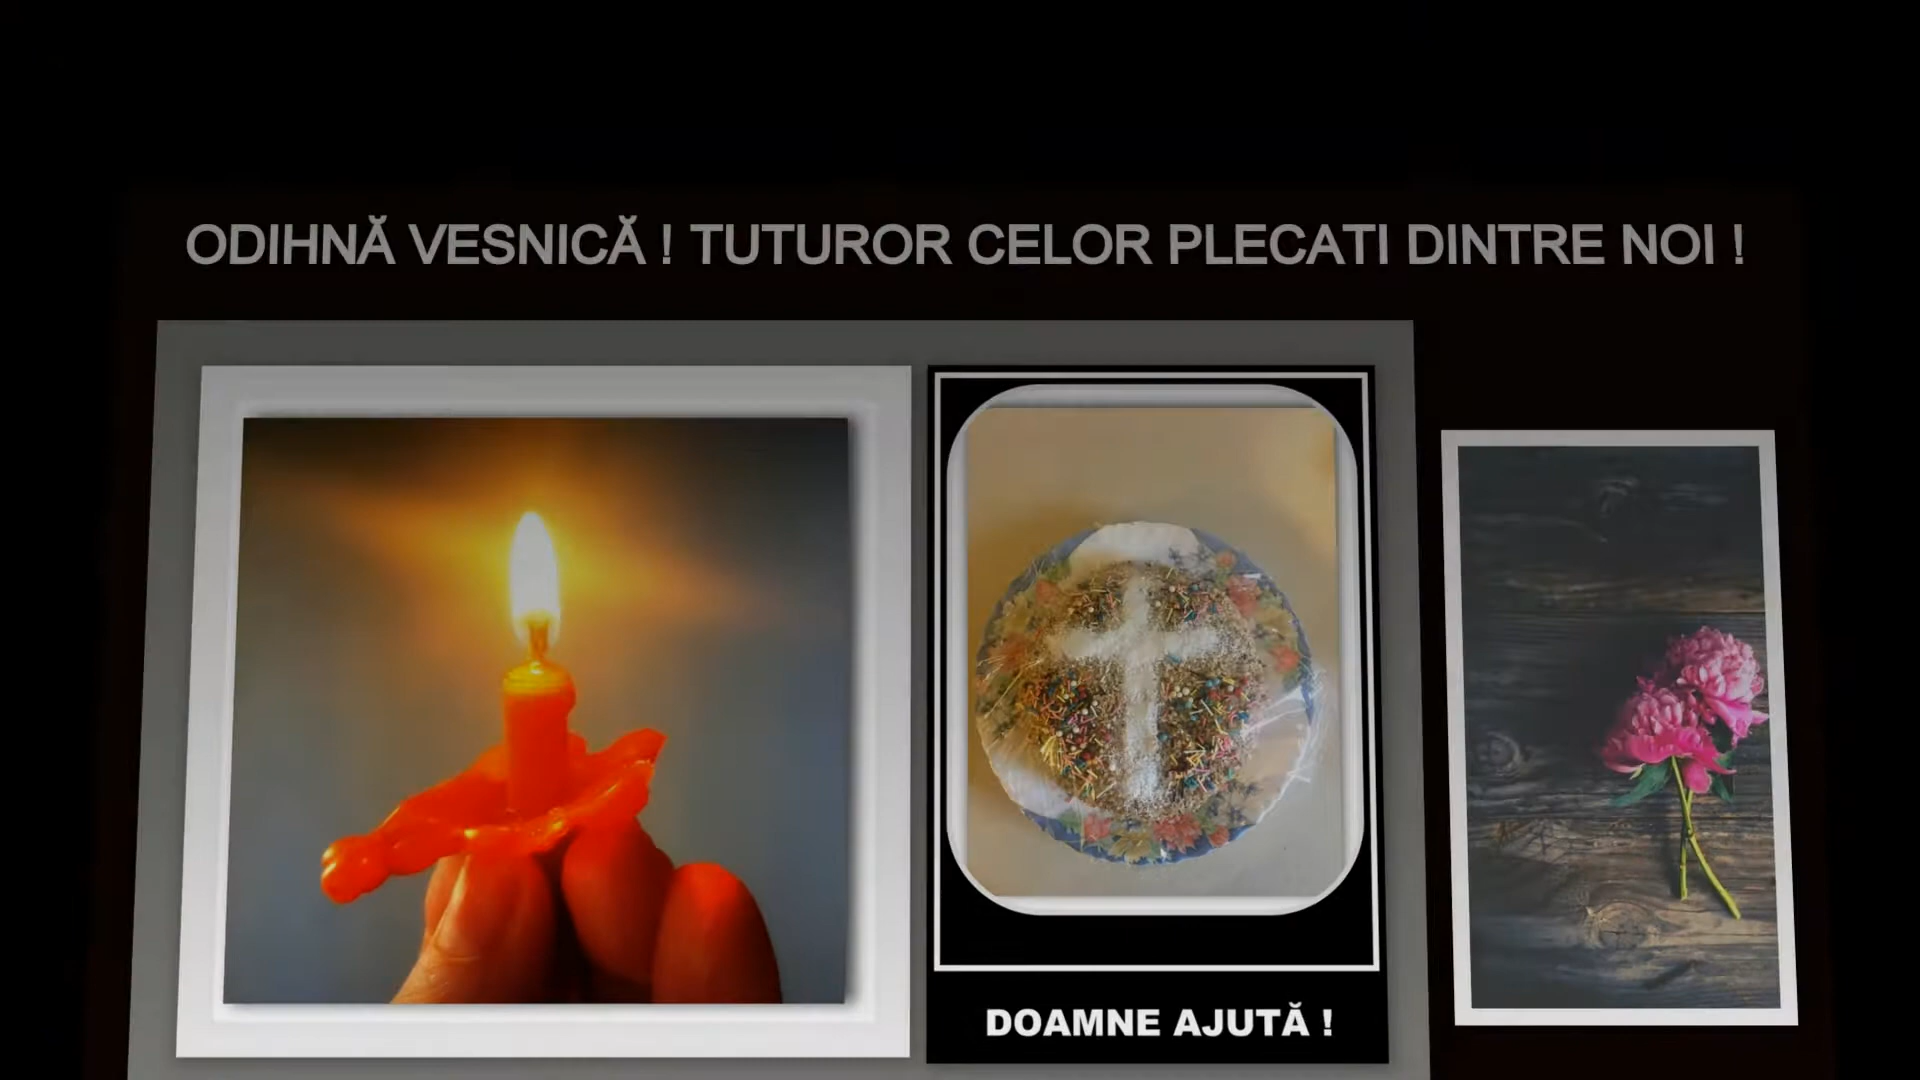 ODIHNĂ VESNICĂ ! TUTUROR CELOR PLECATI DINTRE NOI !
DOAMNE AJUTĂ !